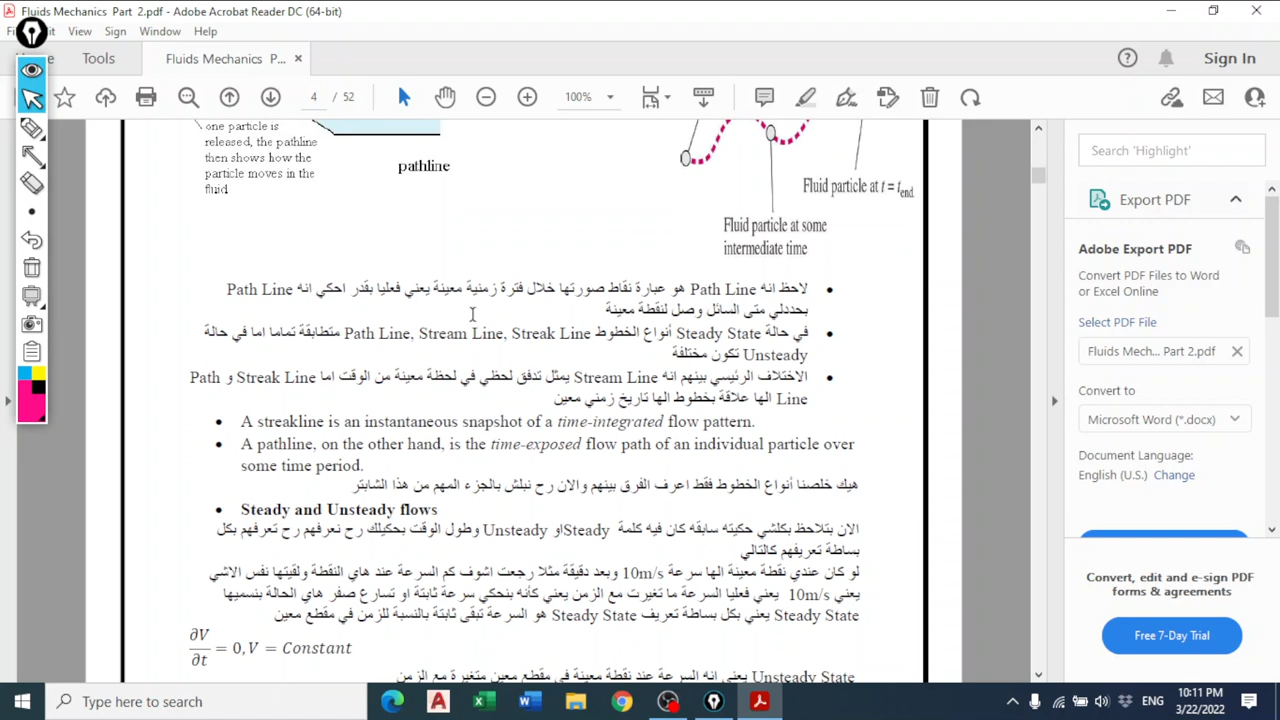 Fluids Mechanics Part 2.pdf - Adobe Acrobat Reader DC (64-bit)
View Sign Window Help
Tools Fluids Mechanics P... Sign In
4 / 52 100%
one particle is
released, the pathline
then shows how the
particle moves in the
fluid.
pathline
Fluid particle at t = tend
Fluid particle at some
intermediate time
لاحظ انه Path Line هو عبارة نقاط صورتها خلال فترة زمنية معينة يعني فعليا بقدر احكي انه Path Line
بحددلي متى السائل وصل لنقطة معينة
في حالة Steady State أنواع الخطوط Path Line, Stream Line, Streak Line متطابقة تماما اما في حالة
Unsteady تكون مختلفة
الاختلاف الرئيسي بينهم انه Stream Line يمثل تدفق لحظي في لحظة معينة من الوقت اما Streak Line و Path
Line الها علاقة بخطوط الها تاريخ زمني معين
• A streakline is an instantaneous snapshot of a time-integrated flow pattern.
• A pathline, on the other hand, is the time-exposed flow path of an individual particle over
some time period.
هيك خلصنا أنواع الخطوط فقط اعرف الفرق بينهم والان رح نبلش بالجزء المهم من هذا الشابتر
• Steady and Unsteady flows
الان بتلاحظ بكلشي حكيته سابقه كان فيه كلمة Steadyاو Unsteady وطول الوقت بحكيلك رح نعرفهم رح تعرفهم بكل
بساطة تعريفهم كالتالي
لو كان عندي نقطة معينة الها سرعة 10m/s وبعد دقيقة مثلا رجعت اشوف كم السرعة عند هاي النقطة ولقيتها نفس الاشي
يعني 10m/s يعني فعليا السرعة ما تغيرت مع الزمن يعني كأنه بنحكي سرعة ثابتة او تسارع صفر هاي الحالة بنسميها
Steady State يعني بكل بساطة تعريف Steady State هو السرعة تبقى ثابتة بالنسبة للزمن في مقطع معين
∂V/∂t = 0, V = Constant
Unsteady State يعني انه السرعة عند نقطة معينة في مقطع معين متغيرة مع الزمن
Search 'Highlight'
Export PDF
Adobe Export PDF
Convert PDF Files to Word
or Excel Online
Select PDF File
Fluids Mech... Part 2.pdf
Convert to
Microsoft Word (*.docx)
Document Language:
English (U.S.) Change
Convert, edit and e-sign PDF
forms & agreements
Free 7-Day Trial
Type here to search
ENG
10:11 PM
3/22/2022